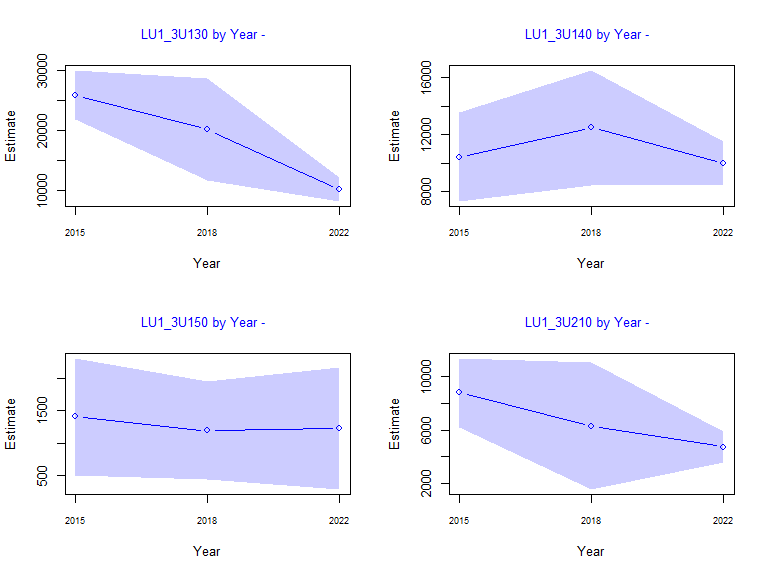 LU1_3U130 by Year -
Estimate
30000
20000
10000
2015
2018
2022
Year
LU1_3U140 by Year -
Estimate
16000
12000
8000
2015
2018
2022
Year
LU1_3U150 by Year -
Estimate
1500
500
2015
2018
2022
Year
LU1_3U210 by Year -
Estimate
10000
6000
2000
2015
2018
2022
Year